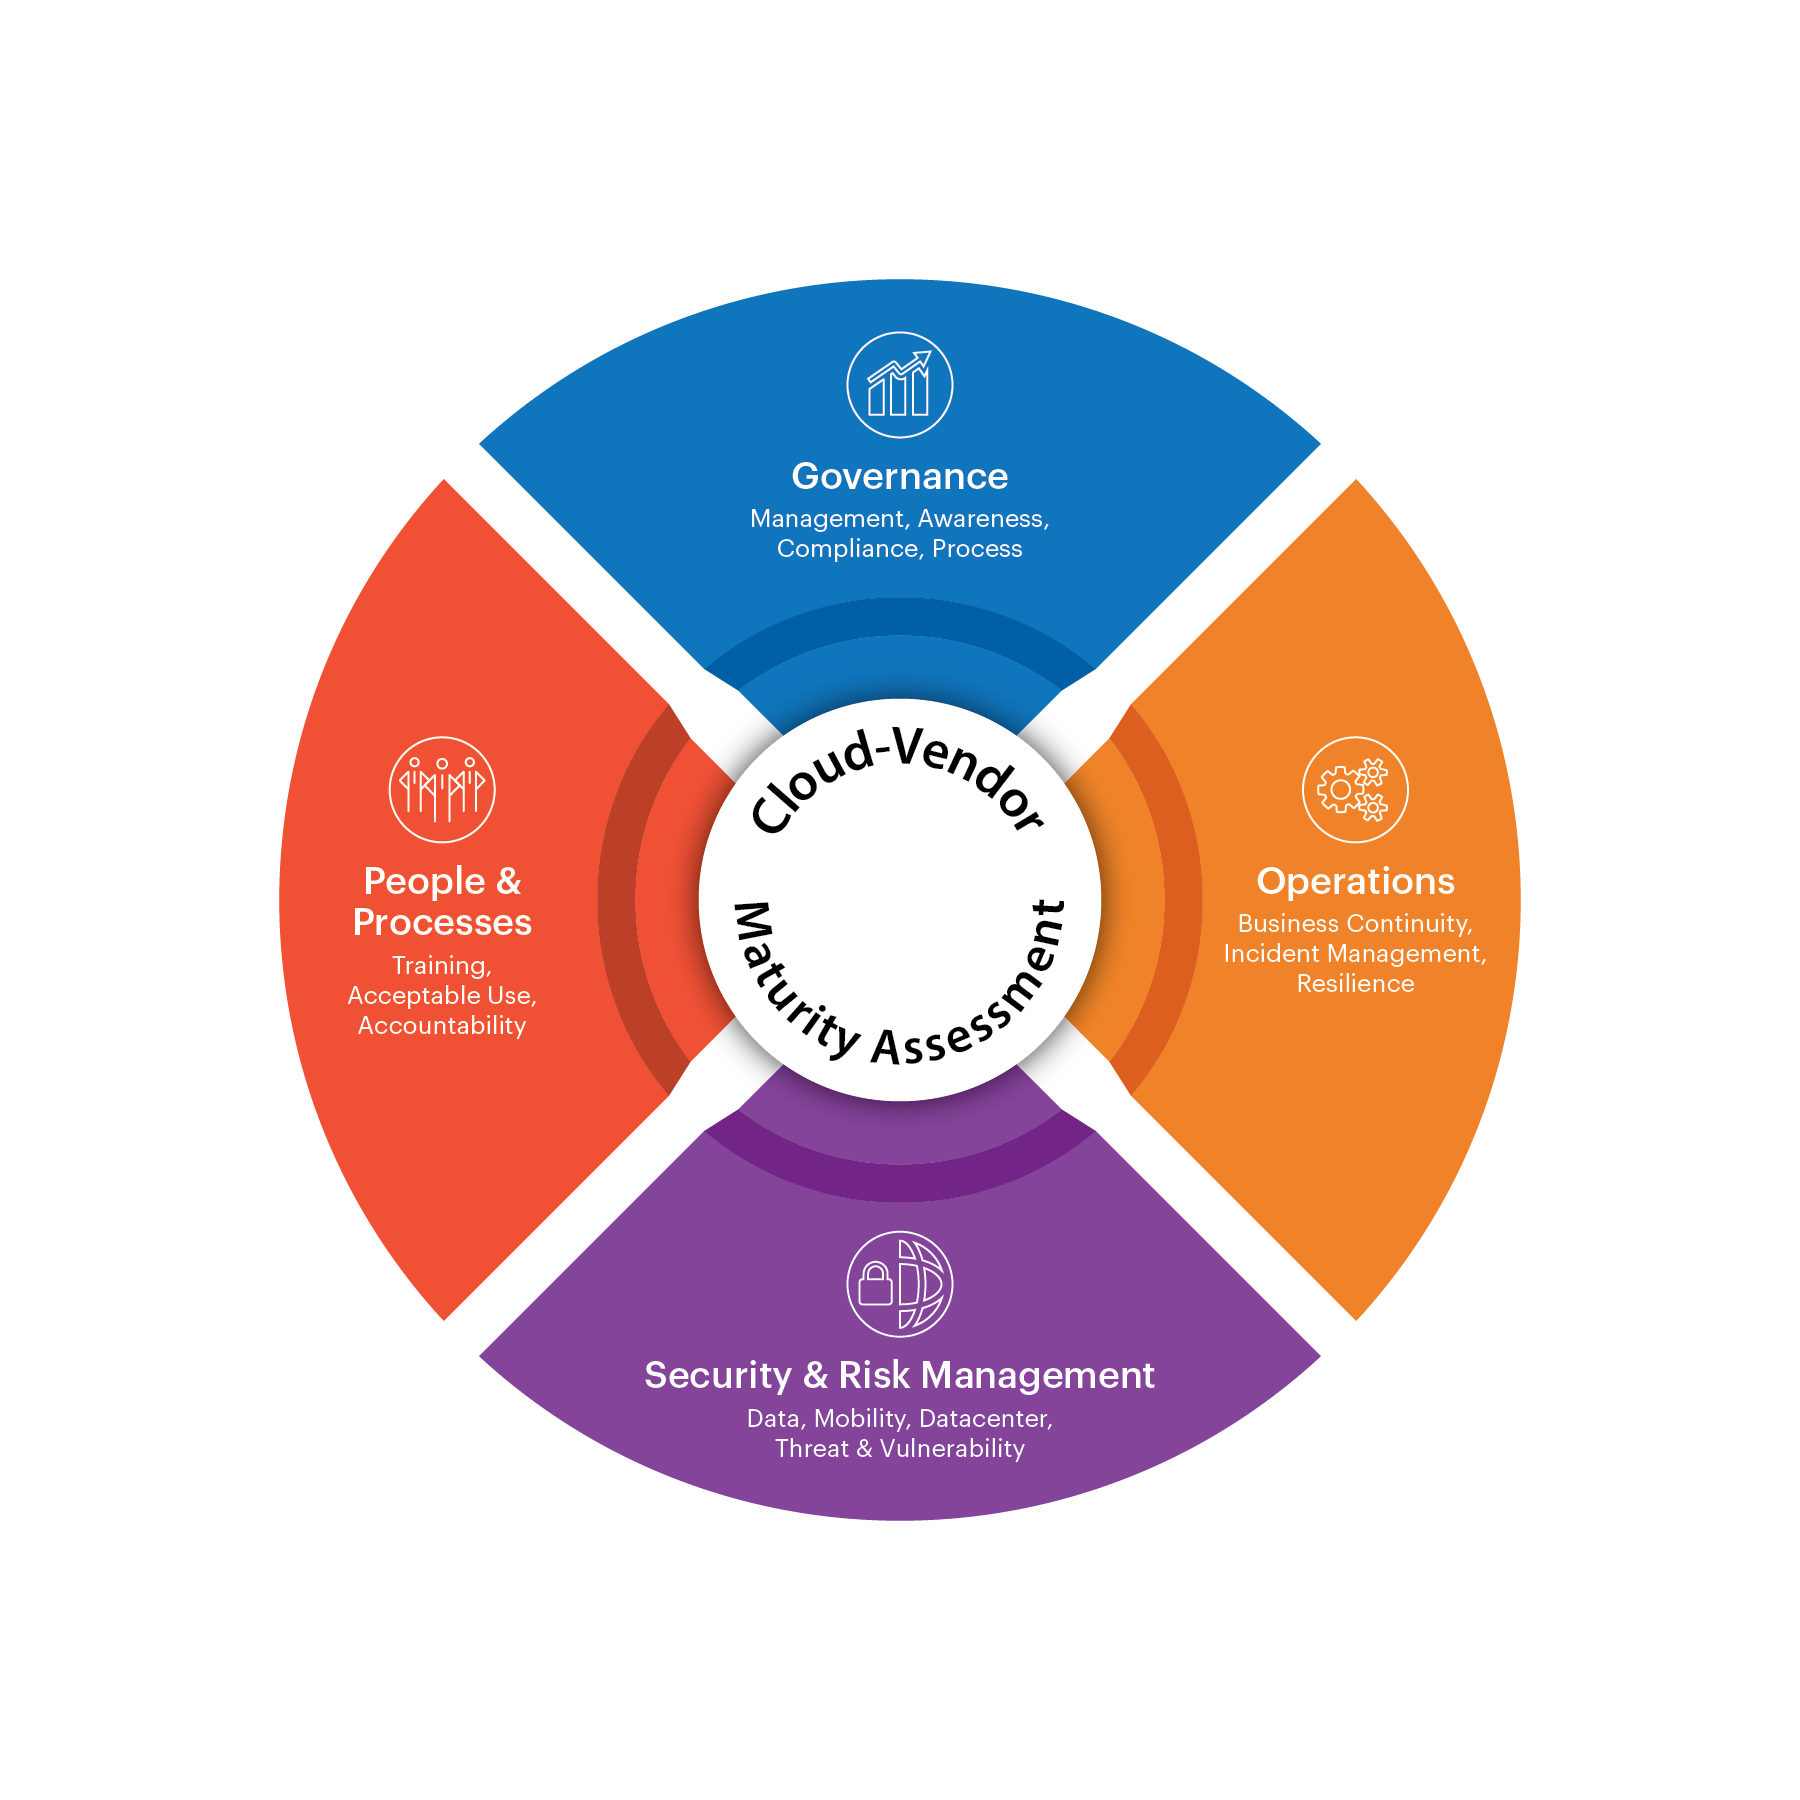 Governance
Management, Awareness,
Compliance, Process
People &
Processes
Training,
Acceptable Use,
Accountability
Cloud-Vendor
Maturity Assessment
Operations
Business Continuity,
Incident Management,
Resilience
Security & Risk Management
Data, Mobility, Datacenter,
Threat & Vulnerability